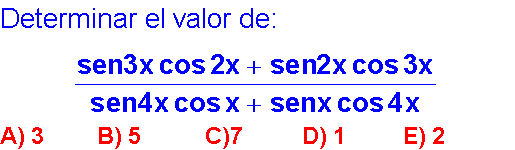 Determinar el valor de:
sen3x cos 2x + sen2x cos 3x
sen4x cos x + senx cos 4x
A) 3 B) 5 C)7 D) 1 E) 2